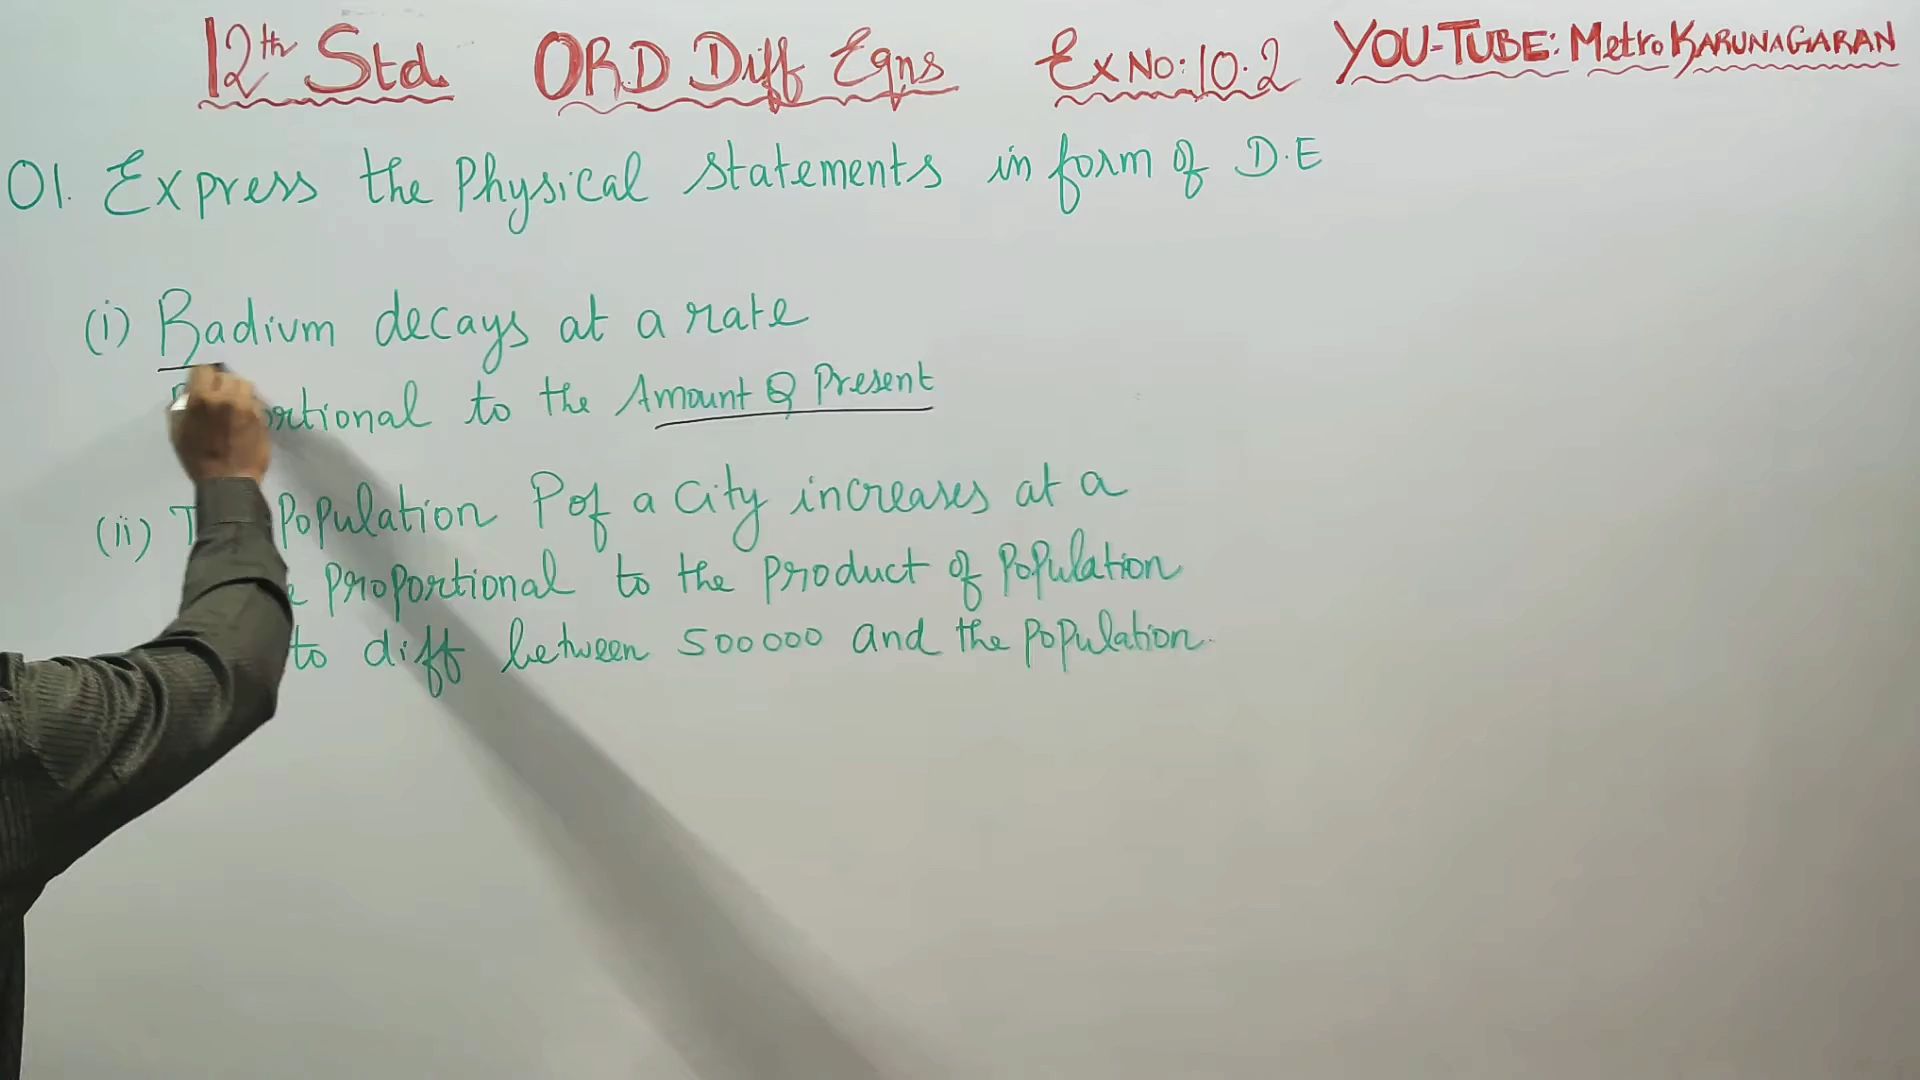 12th Std ORD Diff Eqns Ex No: 10.2 YOU-TUBE: Metro KARUNAGARAN
01. Express the Physical statements in form of D.E
(i) Radium decays at a rate
to the Amount Q Present
(ii) Population P of a City increases at a
proportional to the product of Population
to diff between 500000 and the population.